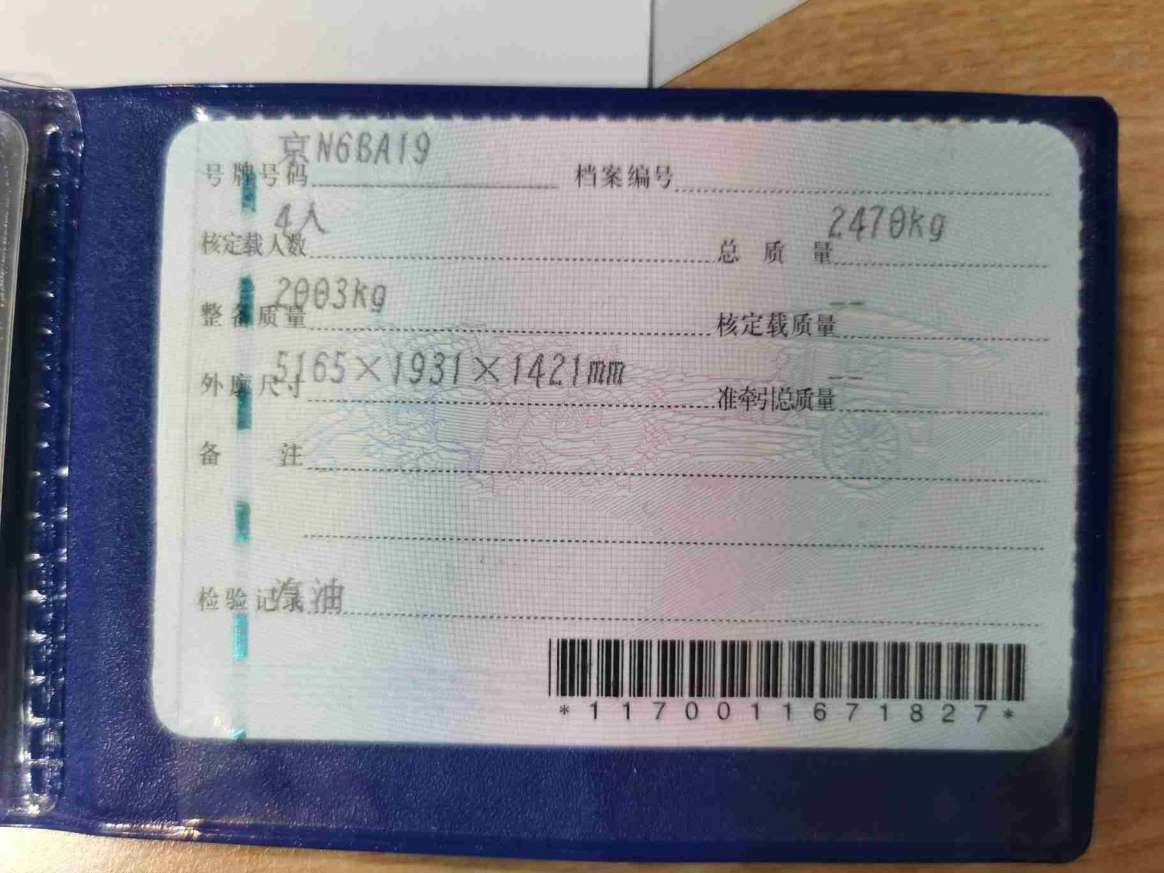 号牌号码 京N6BA19 档案编号
核定载人数 4人 总质量 2470kg
整备质量 2003kg 核定载质量 --
外廓尺寸 5165×1931×1421mm 准牵引总质量 --
备注
检验记录 汽油
*1170011671827*